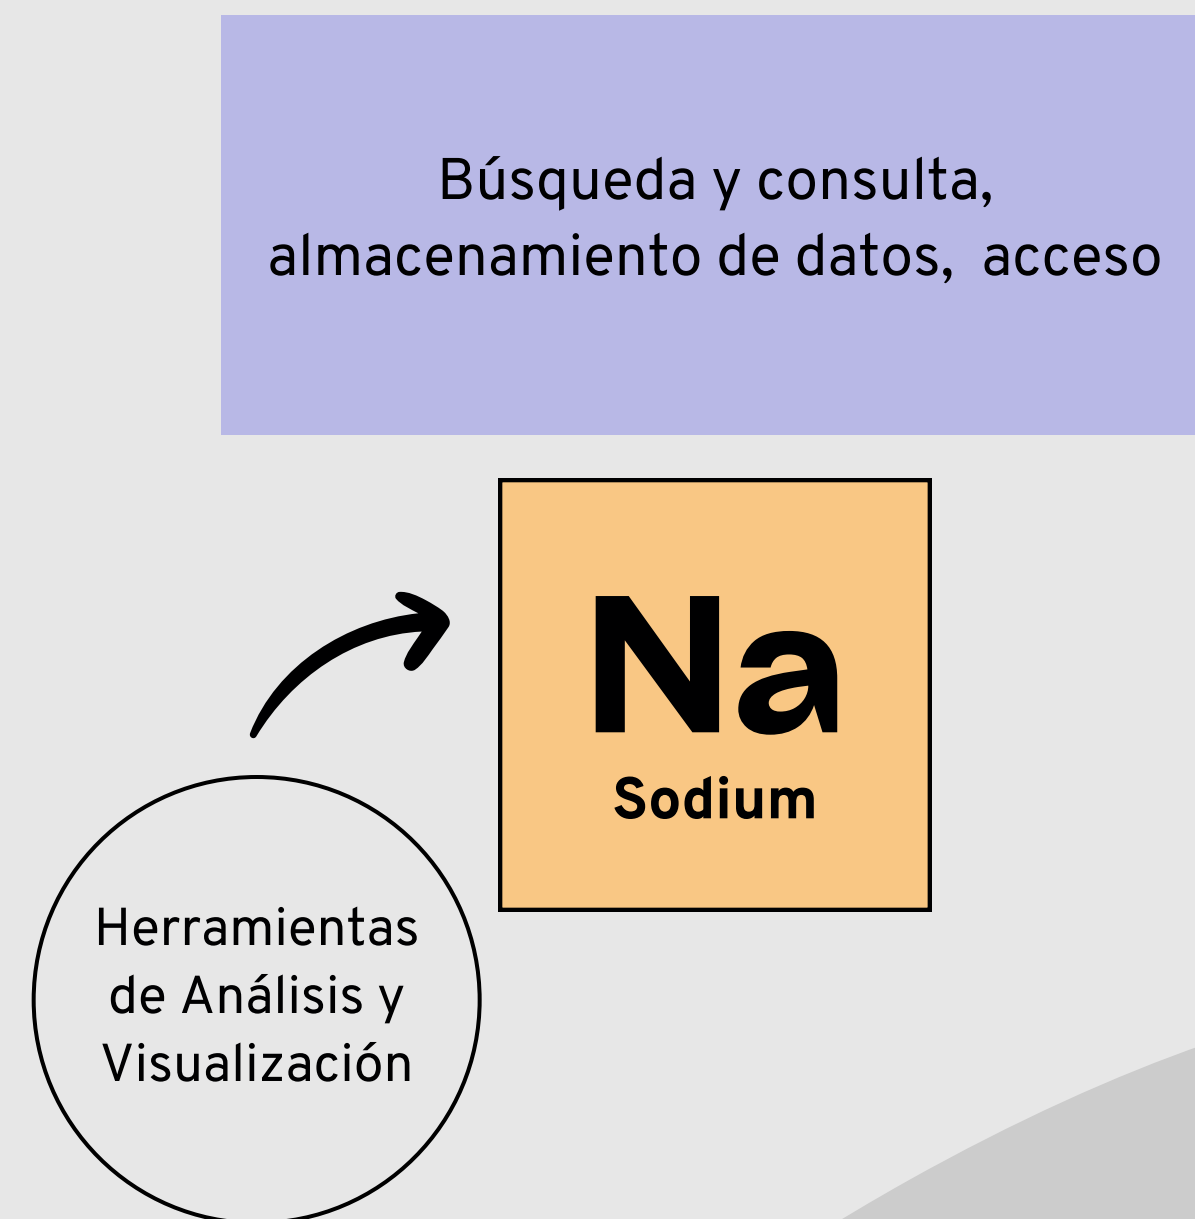 Búsqueda y consulta,
almacenamiento de datos,  acceso
Na
Sodium
Herramientas
de Análisis y
Visualización